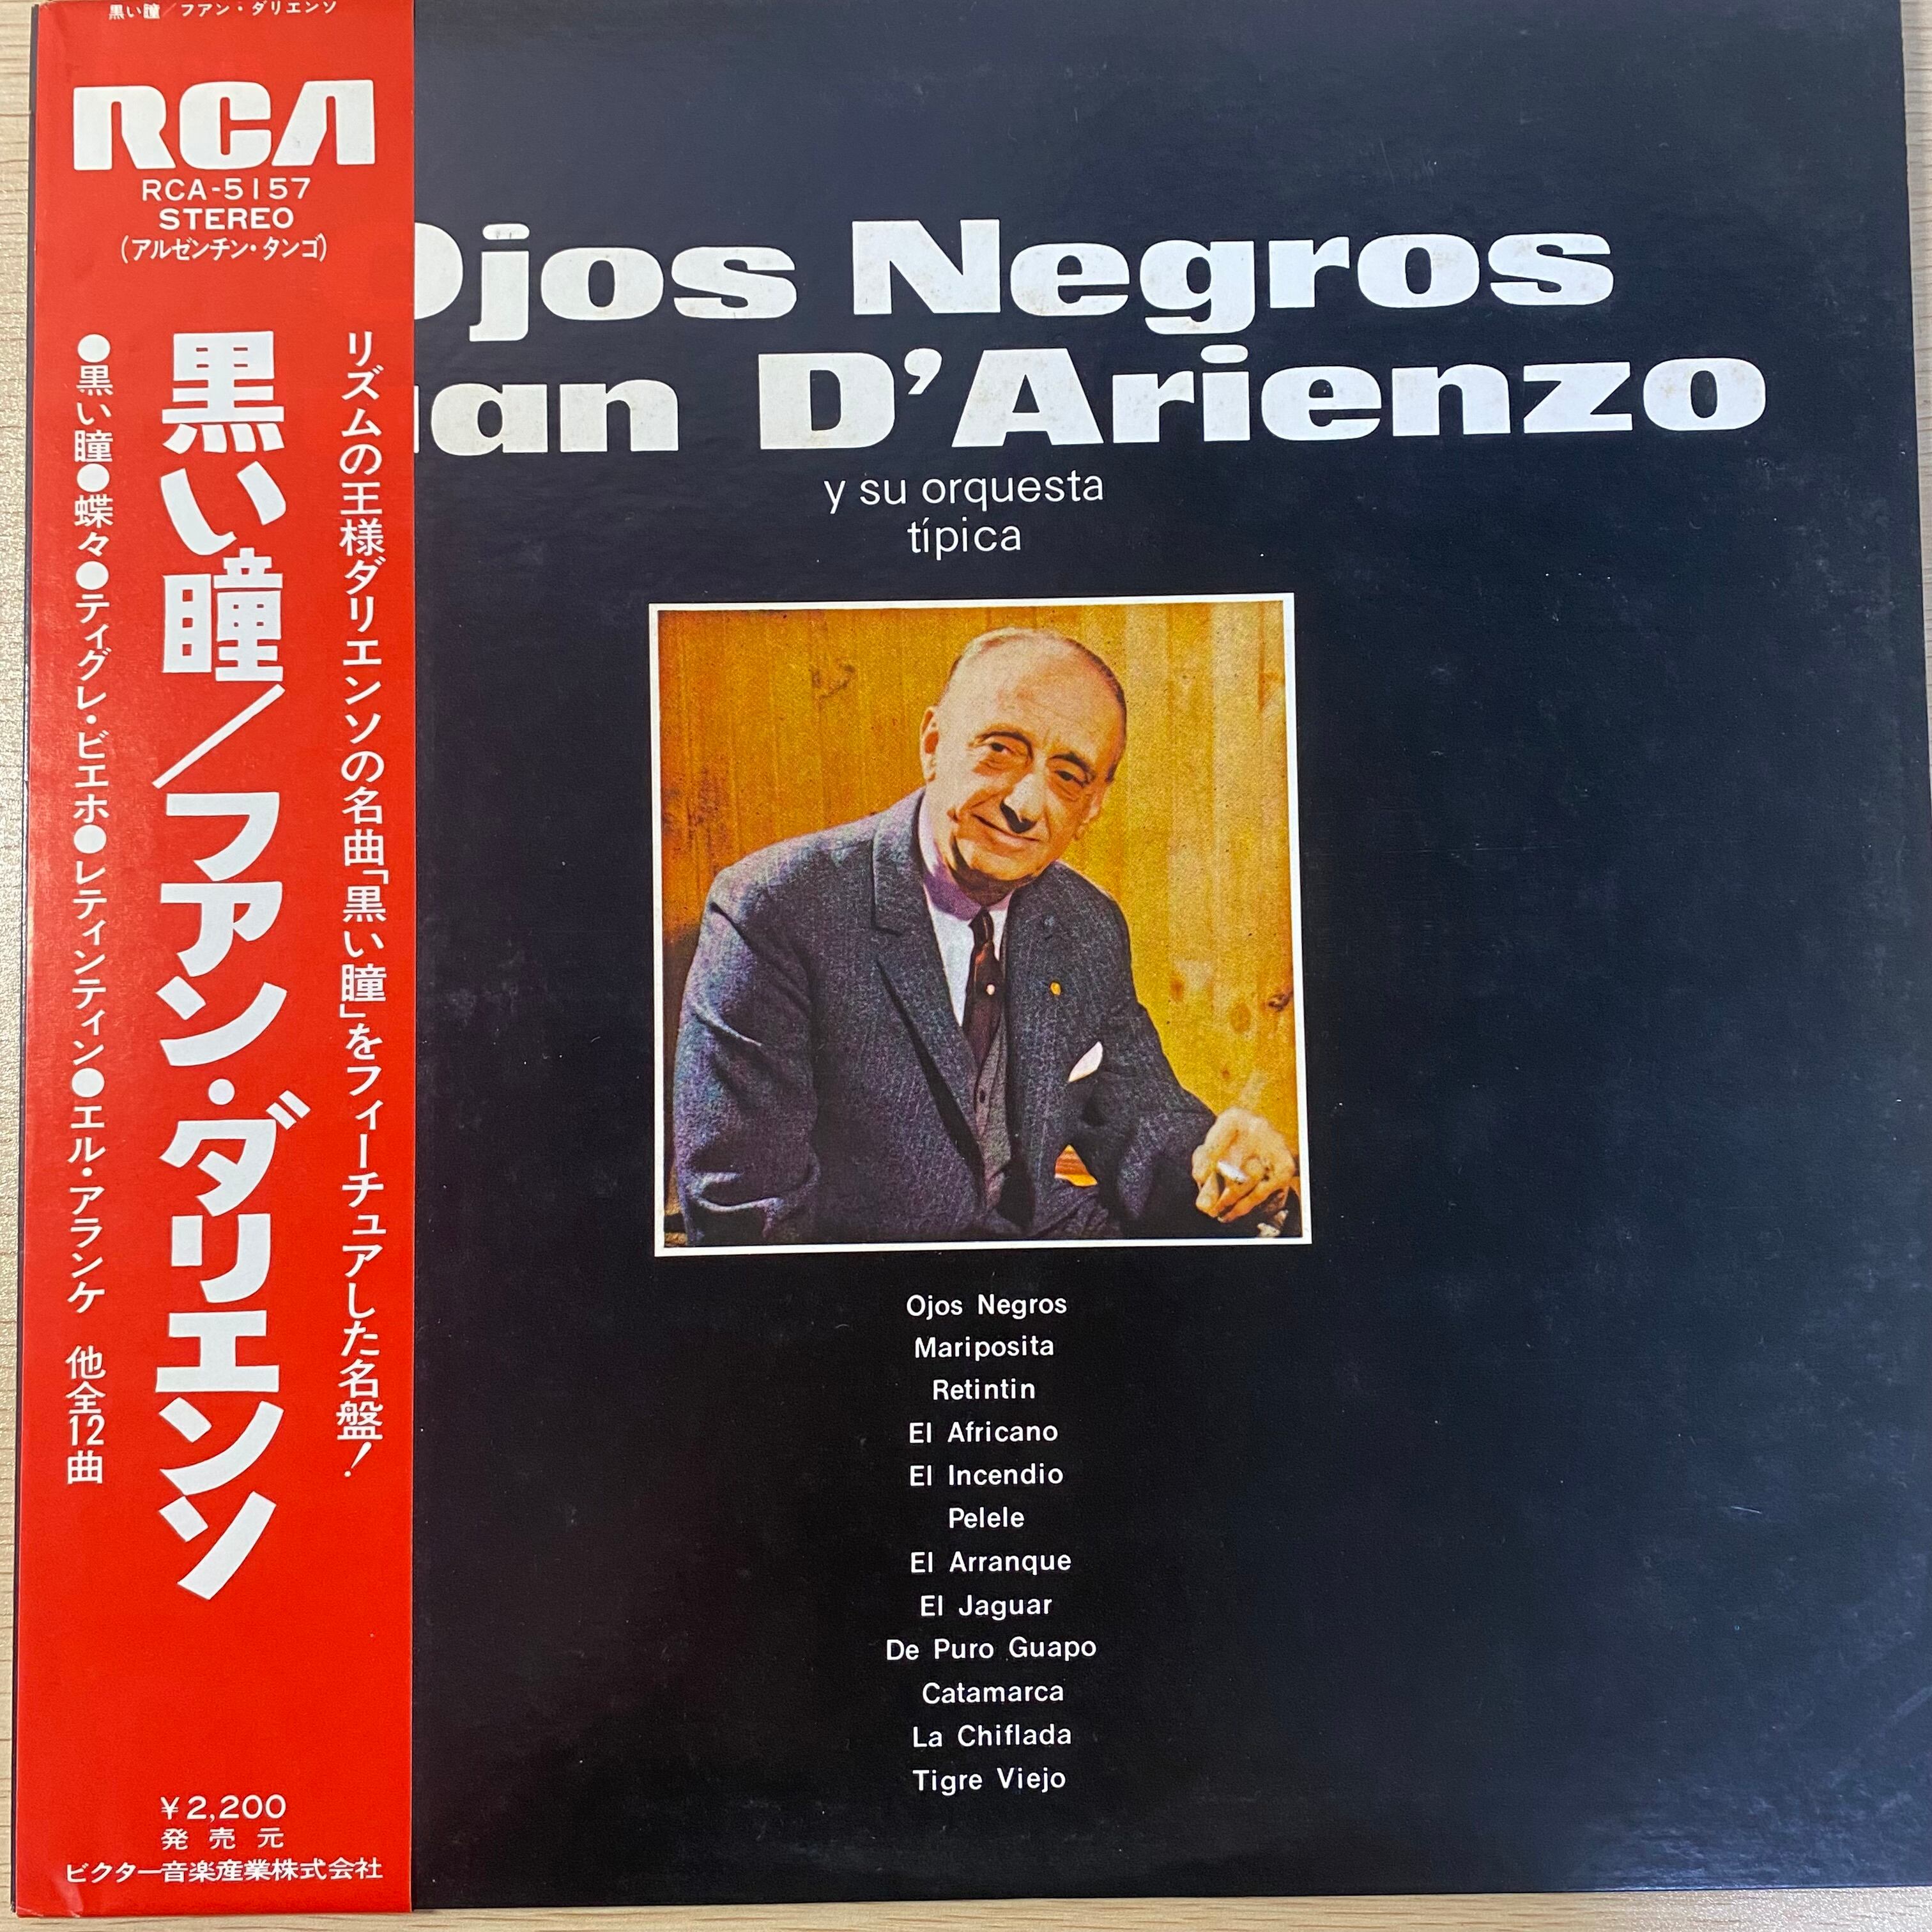 黒い瞳/フアン・ダリエンソ
RCA
RCA-5157
STEREO
(アルゼンチン・タンゴ)
リズムの王様ダリエンソの名曲「黒い瞳」をフィーチュアした名盤!
黒い瞳/フアン・ダリエンソ
●黒い瞳●蝶々●ティグレ・ビエホ●レティンティン●エル・アランケ 他全12曲
¥2,200
発売元
ビクター音楽産業株式会社
Ojos Negros
uan D'Arienzo
y su orquesta
típica
Ojos Negros
Mariposita
Retintin
El Africano
El Incendio
Pelele
El Arranque
El Jaguar
De Puro Guapo
Catamarca
La Chiflada
Tigre Viejo